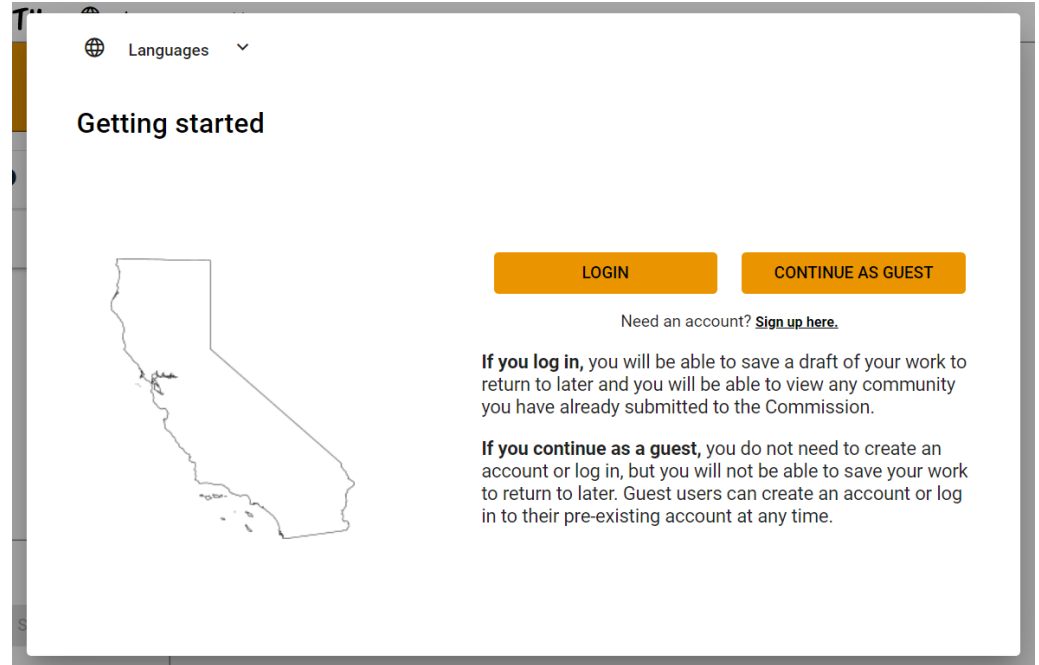 Languages
Getting started
LOGIN
CONTINUE AS GUEST
Need an account? Sign up here.
If you log in, you will be able to save a draft of your work to
return to later and you will be able to view any community
you have already submitted to the Commission.
If you continue as a guest, you do not need to create an
account or log in, but you will not be able to save your work
to return to later. Guest users can create an account or log
in to their pre-existing account at any time.